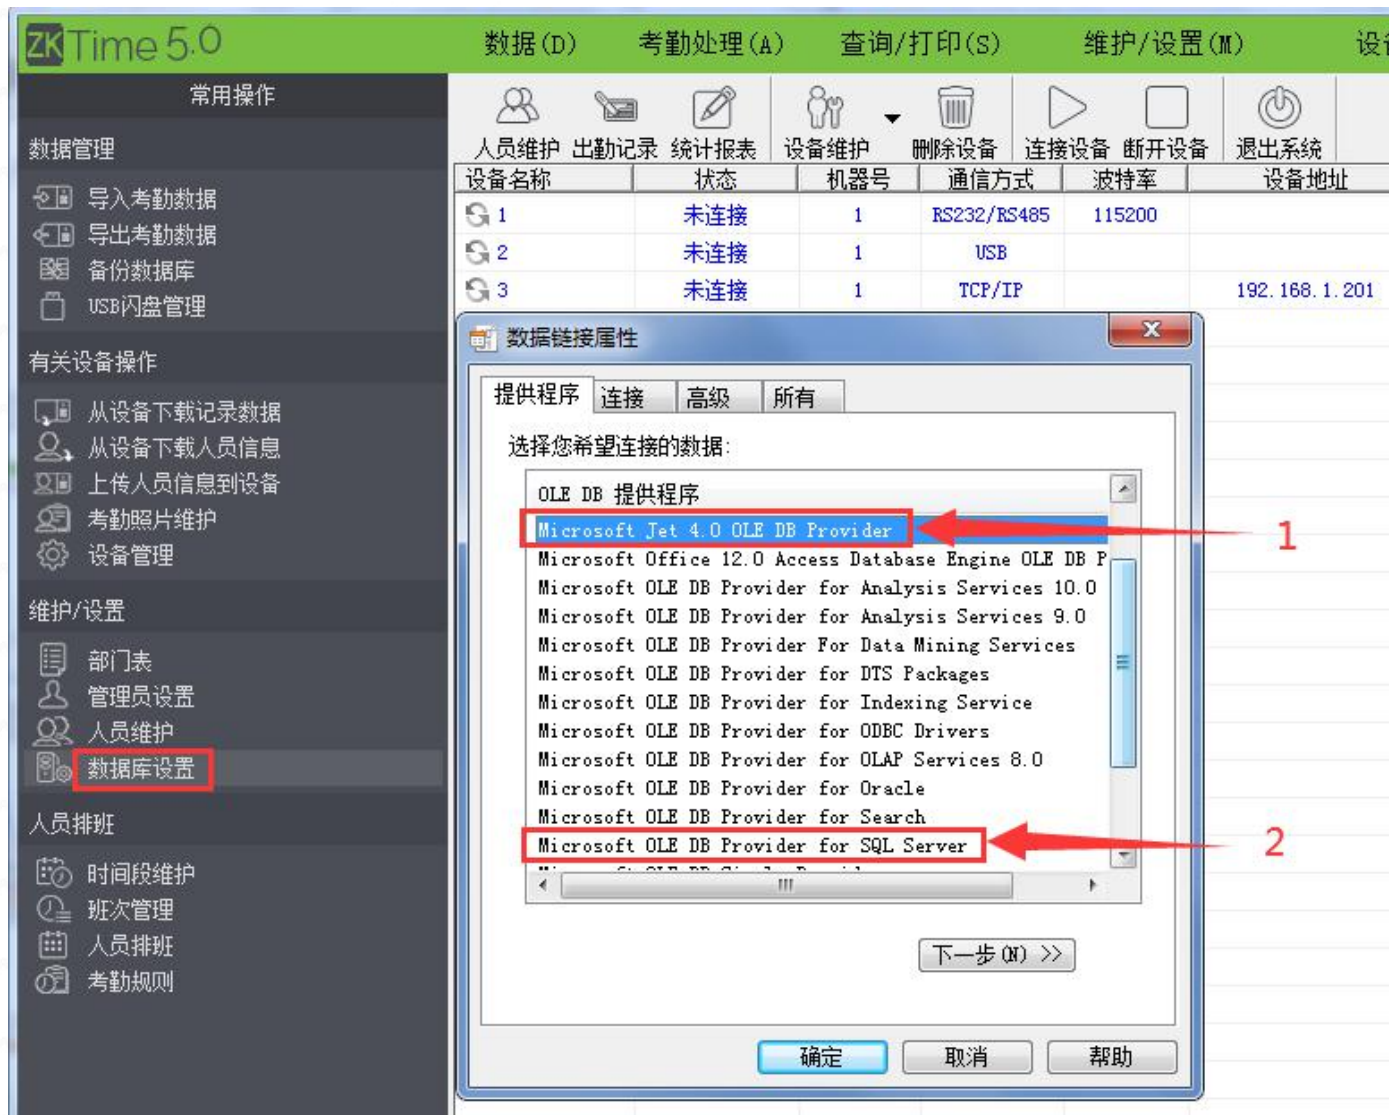 ZKTime 5.0
数据(D) 考勤处理(A) 查询/打印(S) 维护/设置(M)
常用操作
人员维护 出勤记录 统计报表 设备维护 删除设备 连接设备 断开设备 退出系统
数据管理
导入考勤数据
导出考勤数据
备份数据库
USB闪盘管理
有关设备操作
从设备下载记录数据
从设备下载人员信息
上传人员信息到设备
考勤照片维护
设备管理
维护/设置
部门表
管理员设置
人员维护
数据库设置
人员排班
时间段维护
班次管理
人员排班
考勤规则
设备名称 状态 机器号 通信方式 波特率 设备地址
1 未连接 1 RS232/RS485 115200
2 未连接 1 USB
3 未连接 1 TCP/IP 192.168.1.201
数据链接属性
提供程序 连接 高级 所有
选择您希望连接的数据:
OLE DB 提供程序
Microsoft Jet 4.0 OLE DB Provider
1
Microsoft Office 12.0 Access Database Engine OLE DB P
Microsoft OLE DB Provider for Analysis Services 10.0
Microsoft OLE DB Provider for Analysis Services 9.0
Microsoft OLE DB Provider For Data Mining Services
Microsoft OLE DB Provider for DTS Packages
Microsoft OLE DB Provider for Indexing Service
Microsoft OLE DB Provider for ODBC Drivers
Microsoft OLE DB Provider for OLAP Services 8.0
Microsoft OLE DB Provider for Oracle
Microsoft OLE DB Provider for Search
Microsoft OLE DB Provider for SQL Server
2
下一步(N) >>
确定 取消 帮助